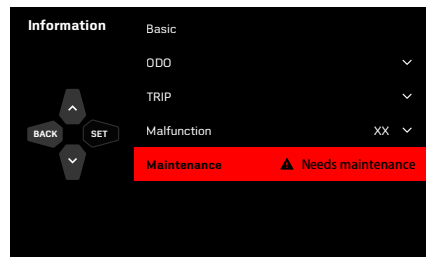 Information
Basic
ODO
TRIP
BACK SET
Malfunction XX
Maintenance Needs maintenance